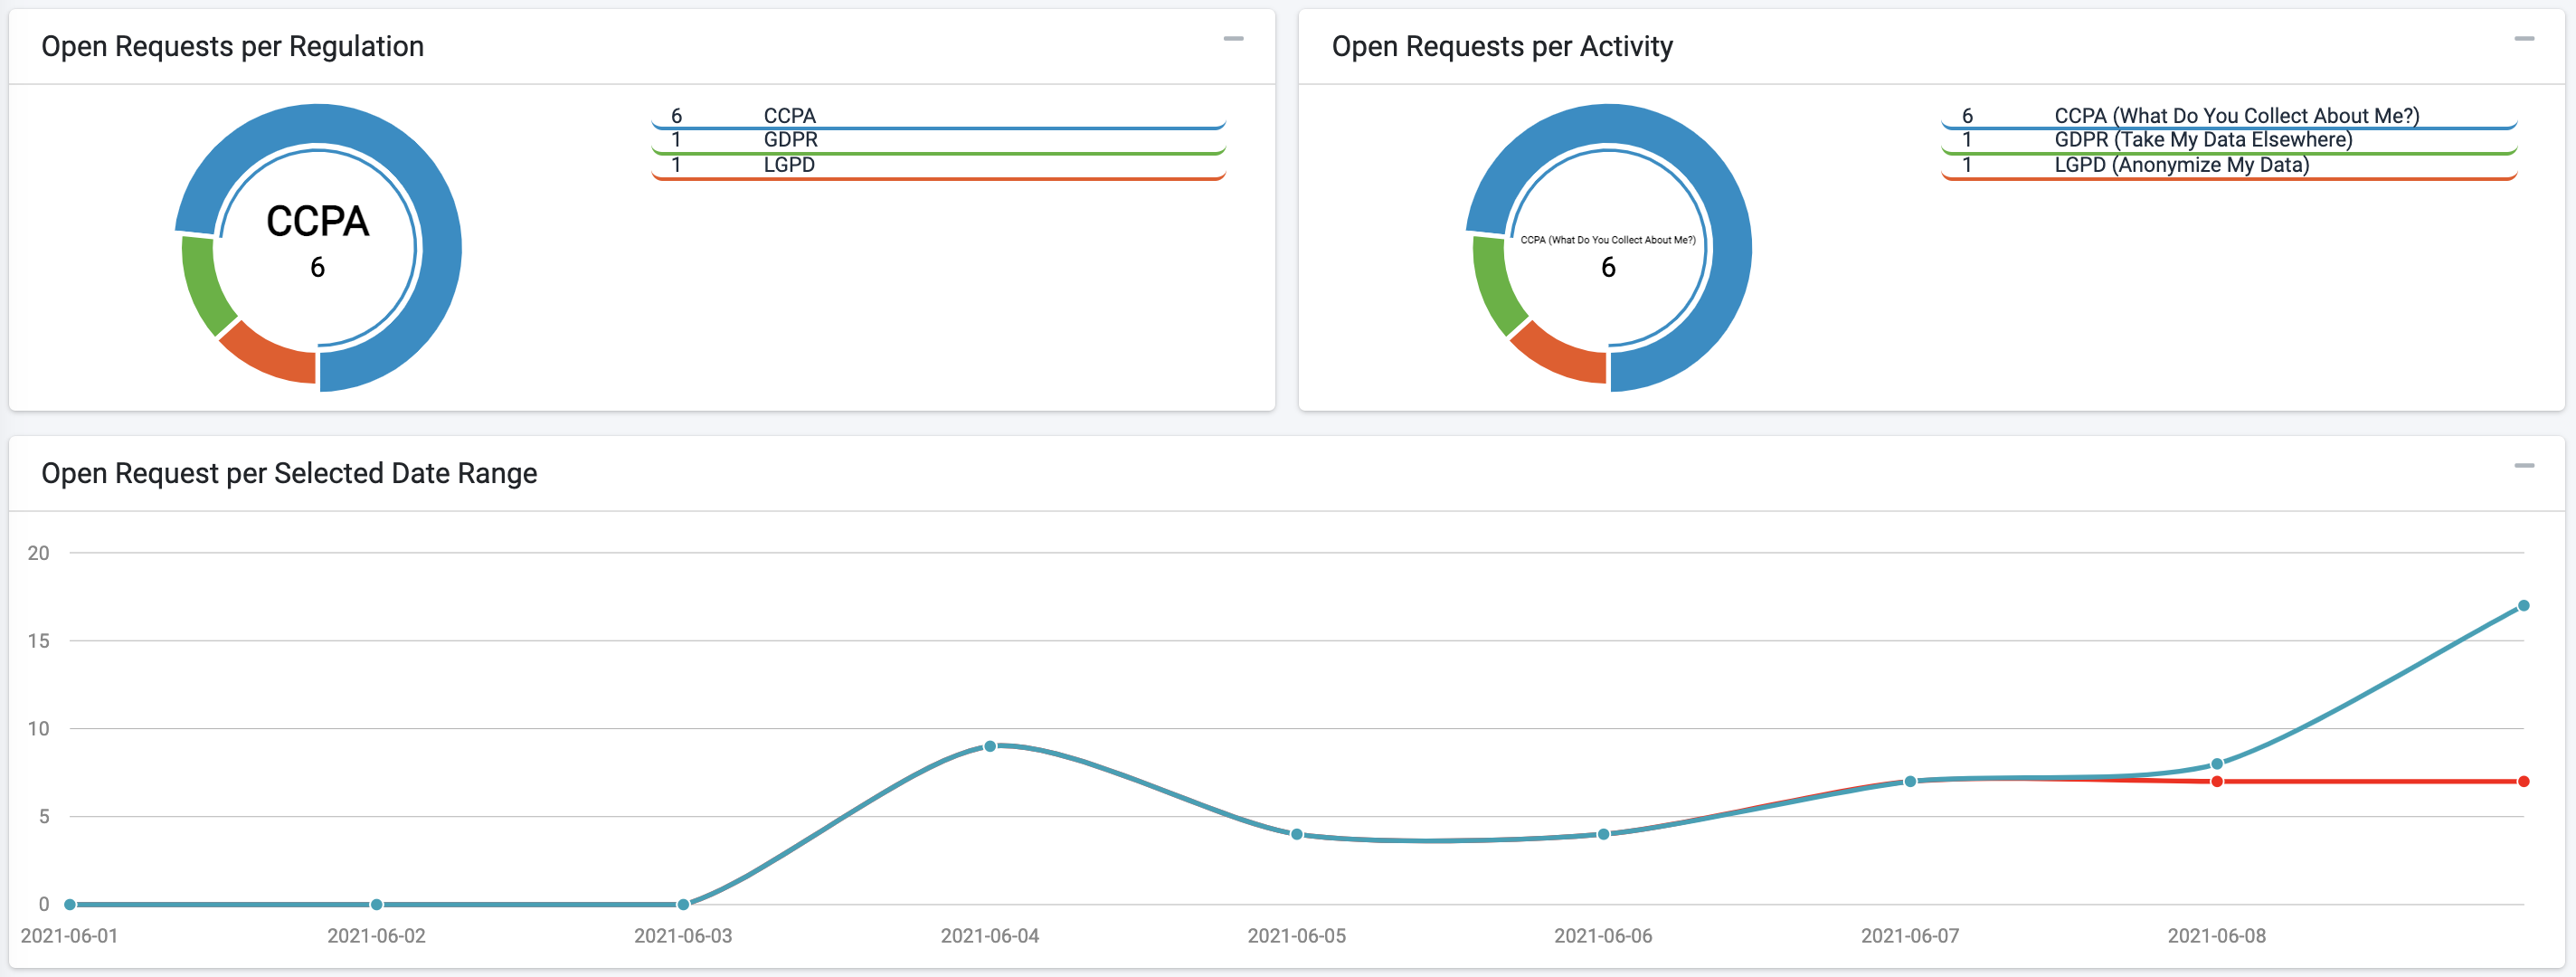 Open Requests per Regulation
CCPA
6
6 CCPA
1 GDPR
1 LGPD
Open Requests per Activity
CCPA (What Do You Collect About Me?)
6
6 CCPA (What Do You Collect About Me?)
1 GDPR (Take My Data Elsewhere)
1 LGPD (Anonymize My Data)
Open Request per Selected Date Range
20
15
10
5
0
2021-06-01 2021-06-02 2021-06-03 2021-06-04 2021-06-05 2021-06-06 2021-06-07 2021-06-08